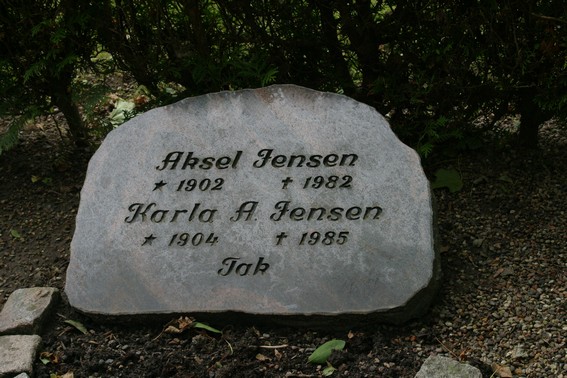 Aksel Jensen
★ 1902 † 1982
Karla A. Jensen
★ 1904 † 1985
Tak